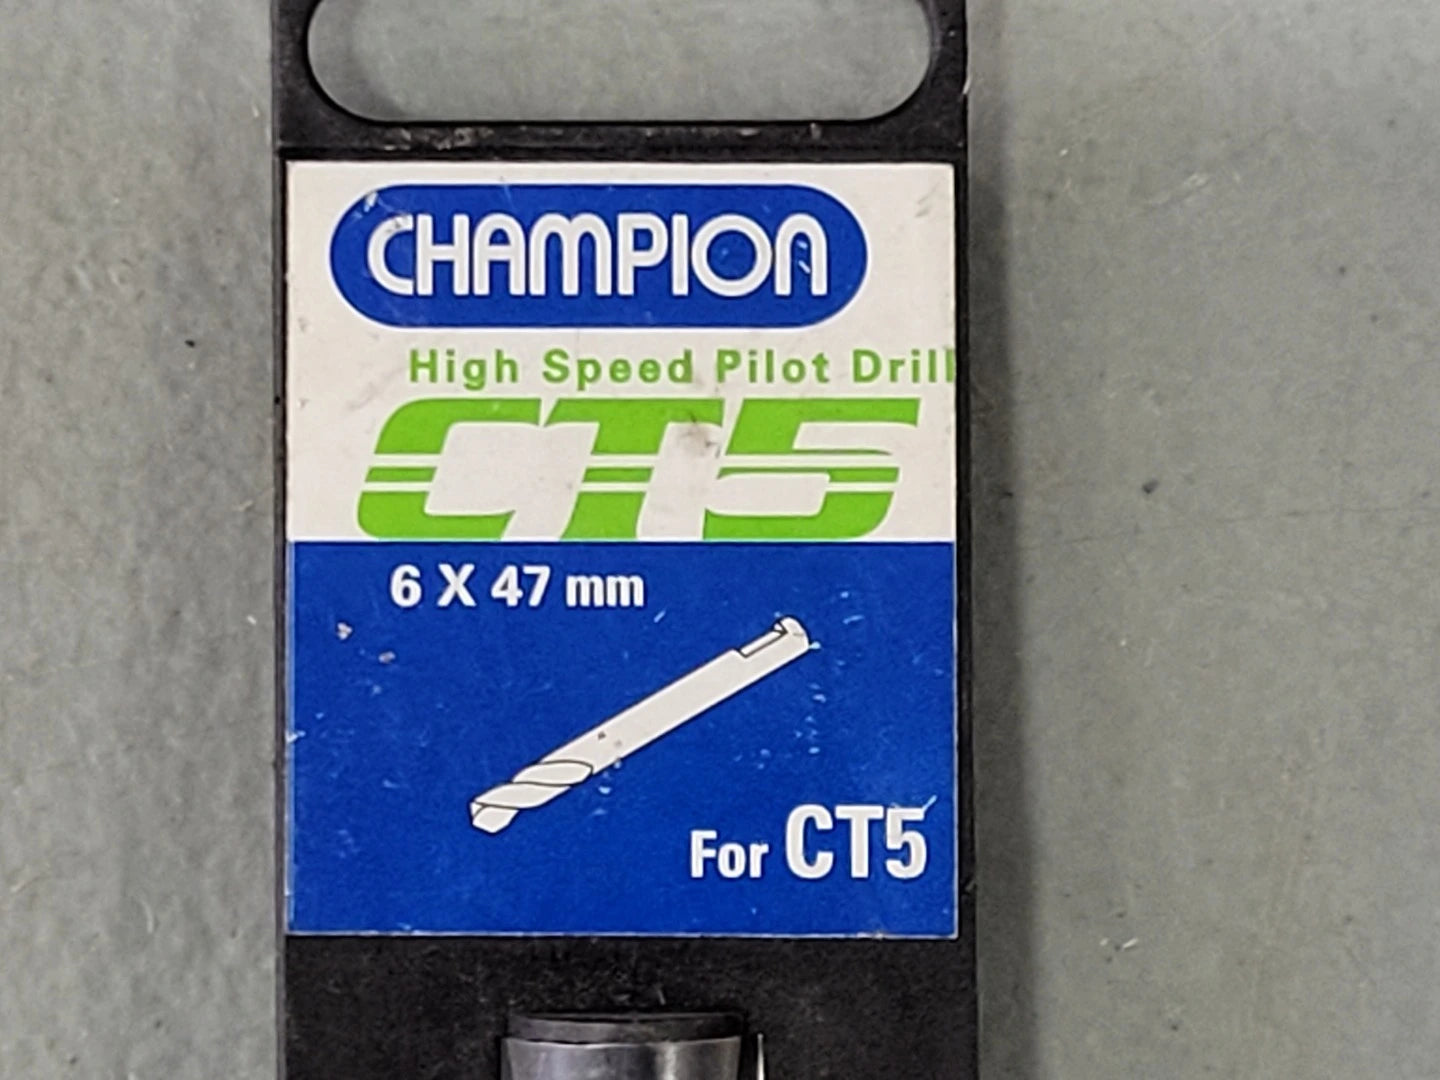 CHAMPION
High Speed Pilot Drill
CT5
6 X 47 mm
For CT5